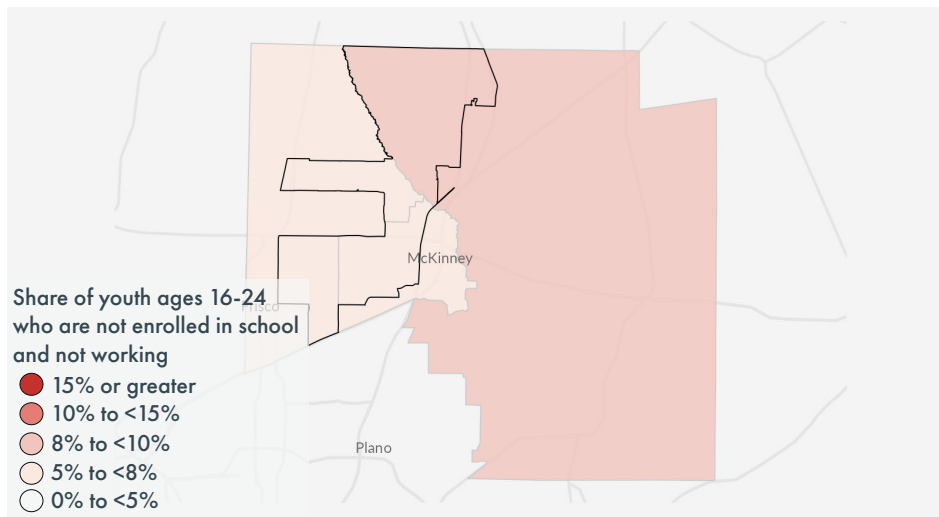 McKinney
Frisco
Share of youth ages 16-24
who are not enrolled in school
and not working
15% or greater
10% to <15%
8% to <10%
5% to <8%
0% to <5%
Plano